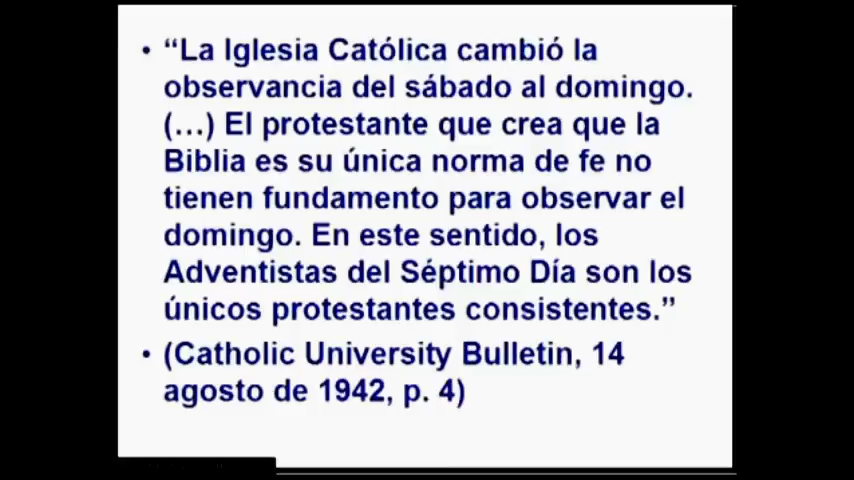 • “La Iglesia Católica cambió la
observancia del sábado al domingo.
(…) El protestante que crea que la
Biblia es su única norma de fe no
tienen fundamento para observar el
domingo. En este sentido, los
Adventistas del Séptimo Día son los
únicos protestantes consistentes.”
• (Catholic University Bulletin, 14
agosto de 1942, p. 4)